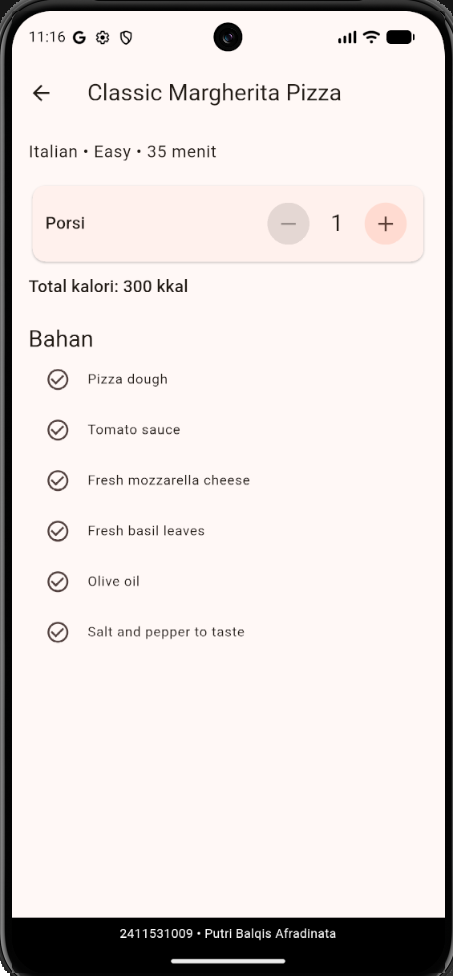 11:16 G
Classic Margherita Pizza
Italian • Easy • 35 menit
Porsi 1
Total kalori: 300 kkal
Bahan
Pizza dough
Tomato sauce
Fresh mozzarella cheese
Fresh basil leaves
Olive oil
Salt and pepper to taste
2411531009 • Putri Balqis Afradinata